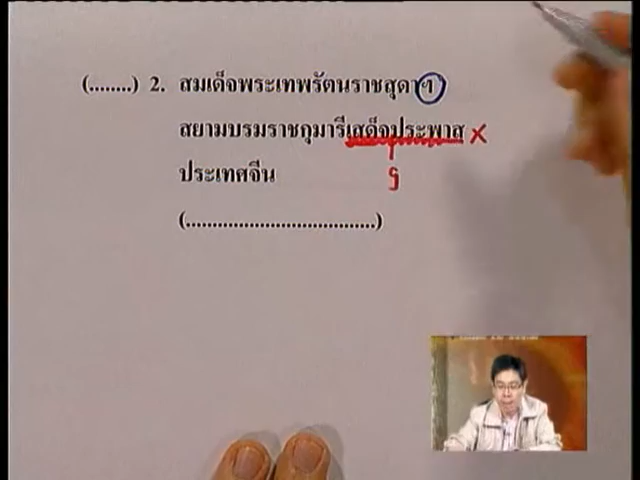 (........) 2. สมเด็จพระเทพรัตนราชสุดาฯ
สยามบรมราชกุมารีเสด็จประพาส ×
ประเทศจีน
(..................................)